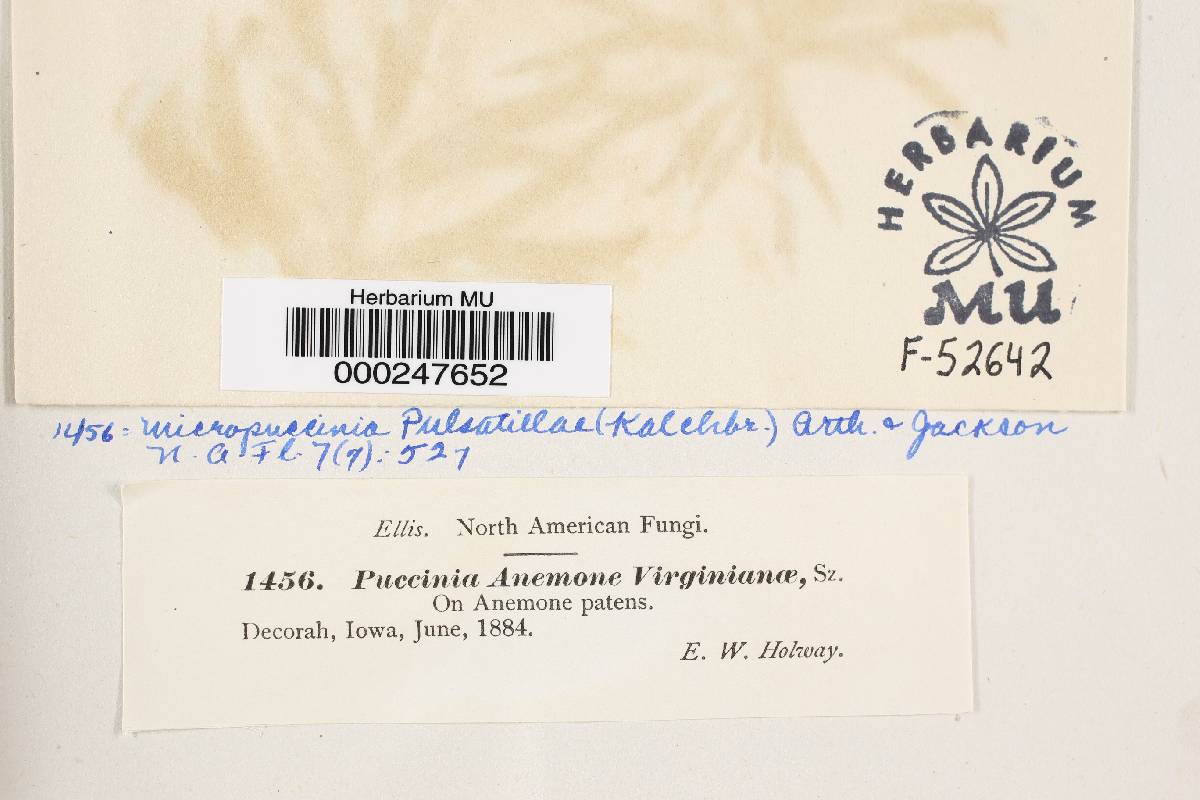 HERBARIUM
MU
F-52642
Herbarium MU
000247652
1456 = Micropuccinia Pulsatillae (Kalchbr.) Arth. & Jackson
N. A. Fl. 7(7): 527
Ellis. North American Fungi.
1456. Puccinia Anemone Virginianæ, Sz.
On Anemone patens.
Decorah, Iowa, June, 1884.
E. W. Holway.